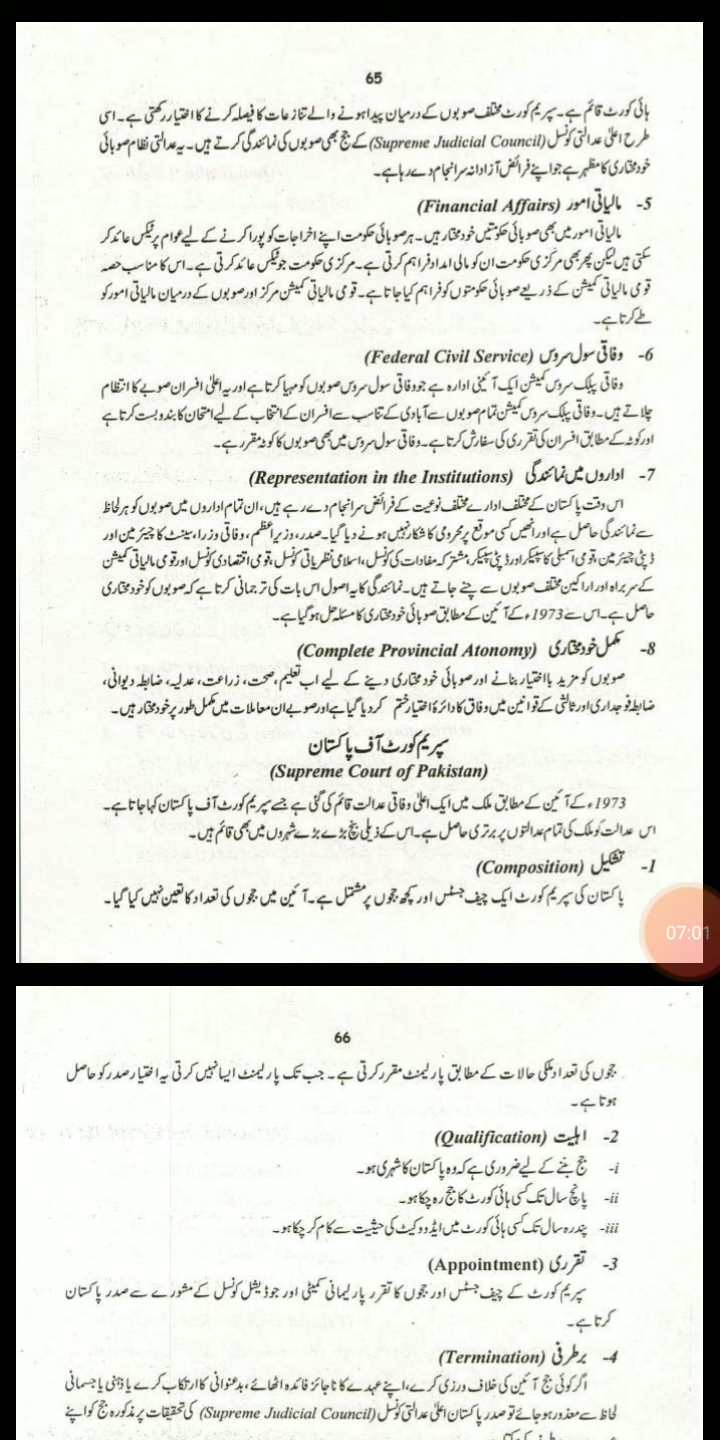 65
ہائی کورٹ قائم ہے۔ سپریم کورٹ مختلف صوبوں کے درمیان پیدا ہونے والے تنازعات کا فیصلہ کرنے کا اختیار رکھتی ہے۔ اسی
طرح اعلیٰ عدالتی کونسل (Supreme Judicial Council) کے جج بھی صوبوں کی نمائندگی کرتے ہیں۔ یہ عدالتی نظام صوبائی
خودمختاری کا مظہر ہے جو اپنے فرائض آزادانہ سرانجام دے رہا ہے۔
5- مالیاتی امور (Financial Affairs)
مالیاتی امور میں بھی صوبائی حکومتیں خودمختار ہیں۔ ہر صوبائی حکومت اپنے اخراجات کو پورا کرنے کے لیے عوام پر ٹیکس عائد کر
سکتی ہیں لیکن پھر بھی مرکزی حکومت ان کو مالی امداد فراہم کرتی ہے۔ مرکزی حکومت جو ٹیکس عائد کرتی ہے۔ اس کا مناسب حصہ
قومی مالیاتی کمیشن کے ذریعے صوبائی حکومتوں کو فراہم کیا جاتا ہے۔ قومی مالیاتی کمیشن مرکز اور صوبوں کے درمیان مالیاتی امور کو
طے کرتا ہے۔
6- وفاقی سول سروس (Federal Civil Service)
وفاقی پبلک سروس کمیشن ایک آئینی ادارہ ہے جو وفاقی سول سروس صوبوں کو مہیا کرتا ہے اور یہ اعلیٰ افسران صوبے کا انتظام
چلاتے ہیں۔ وفاقی پبلک سروس کمیشن تمام صوبوں سے آبادی کے تناسب سے افسران کے انتخاب کے لیے امتحان کا بندوبست کرتا ہے
اور کوٹہ کے مطابق افسران کی تقرری کی سفارش کرتا ہے۔ وفاقی سول سروس میں بھی صوبوں کا کوٹہ مقرر ہے۔
7- اداروں میں نمائندگی (Representation in the Institutions)
اس وقت پاکستان کے مختلف ادارے مختلف نوعیت کے فرائض سرانجام دے رہے ہیں، ان تمام اداروں میں صوبوں کو ہر لحاظ
سے نمائندگی حاصل ہے اور انھیں کسی موقع پر محرومی کا شکار نہیں ہونے دیا گیا۔ صدر، وزیراعظم، وفاقی وزرا، سینٹ کا چیئرمین اور
ڈپٹی چیئرمین، قومی اسمبلی کا سپیکر اور ڈپٹی سپیکر، مشترکہ مفادات کی کونسل، اسلامی نظریاتی کونسل، قومی اقتصادی کونسل اور قومی مالیاتی کمیشن
کے سربراہ اور اراکین مختلف صوبوں سے چنے جاتے ہیں۔ نمائندگی کا یہ اصول اس بات کی ترجمانی کرتا ہے کہ صوبوں کو خودمختاری
حاصل ہے۔ اس سے 1973ء کے آئین کے مطابق صوبائی خودمختاری کا مسئلہ حل ہو گیا ہے۔
8- مکمل خودمختاری (Complete Provincial Atonomy)
صوبوں کو مزید بااختیار بنانے اور صوبائی خودمختاری دینے کے لیے اب تعلیم، صحت، زراعت، عدلیہ، ضابطہ دیوانی،
ضابطہ فوجداری اور ثالثی کے قوانین میں وفاق کا دائرۂ اختیار ختم کر دیا گیا ہے اور صوبے ان معاملات میں مکمل طور پر خودمختار ہیں۔
سپریم کورٹ آف پاکستان
(Supreme Court of Pakistan)
1973ء کے آئین کے مطابق ملک میں ایک اعلیٰ وفاقی عدالت قائم کی گئی ہے جسے سپریم کورٹ آف پاکستان کہا جاتا ہے۔
اس عدالت کو ملک کی تمام عدالتوں پر برتری حاصل ہے۔ اس کے ذیلی بنچ بڑے بڑے شہروں میں بھی قائم ہیں۔
1- تشکیل (Composition)
پاکستان کی سپریم کورٹ ایک چیف جسٹس اور کچھ ججوں پر مشتمل ہے۔ آئین میں ججوں کی تعداد کا تعین نہیں کیا گیا۔
07:01
66
ججوں کی تعداد ملکی حالات کے مطابق پارلیمنٹ مقرر کرتی ہے۔ جب تک پارلیمنٹ ایسا نہیں کرتی یہ اختیار صدر کو حاصل
ہوتا ہے۔
2- اہلیت (Qualification)
i- جج بننے کے لیے ضروری ہے کہ وہ پاکستان کا شہری ہو۔
ii- پانچ سال تک کسی ہائی کورٹ کا جج رہ چکا ہو۔
iii- پندرہ سال تک کسی ہائی کورٹ میں ایڈووکیٹ کی حیثیت سے کام کر چکا ہو۔
3- تقرری (Appointment)
سپریم کورٹ کے چیف جسٹس اور ججوں کا تقرر پارلیمانی کمیٹی اور جوڈیشل کونسل کے مشورے سے صدر پاکستان
کرتا ہے۔
4- برطرفی (Termination)
اگر کوئی جج آئین کی خلاف ورزی کرے، اپنے عہدے کا ناجائز فائدہ اٹھائے، بدعنوانی کا ارتکاب کرے یا ذہنی یا جسمانی
لحاظ سے معذور ہو جائے تو صدر پاکستان اعلیٰ عدالتی کونسل (Supreme Judicial Council) کی تحقیقات پر مذکورہ جج کو اپنے